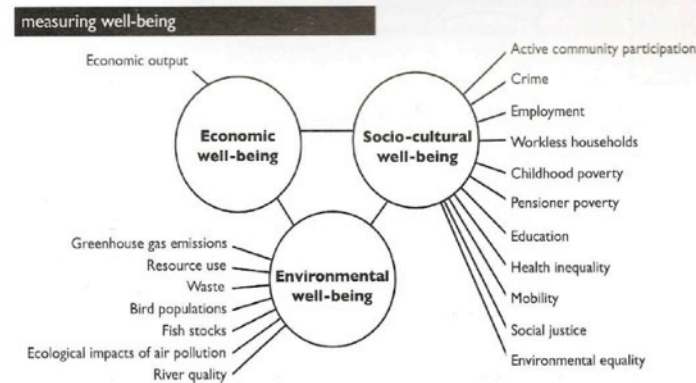 measuring well-being
Economic output
Economic
well-being
Socio-cultural
well-being
Active community participation
Crime
Employment
Workless households
Childhood poverty
Pensioner poverty
Education
Health inequality
Mobility
Social justice
Environmental equality
Environmental
well-being
Greenhouse gas emissions
Resource use
Waste
Bird populations
Fish stocks
Ecological impacts of air pollution
River quality